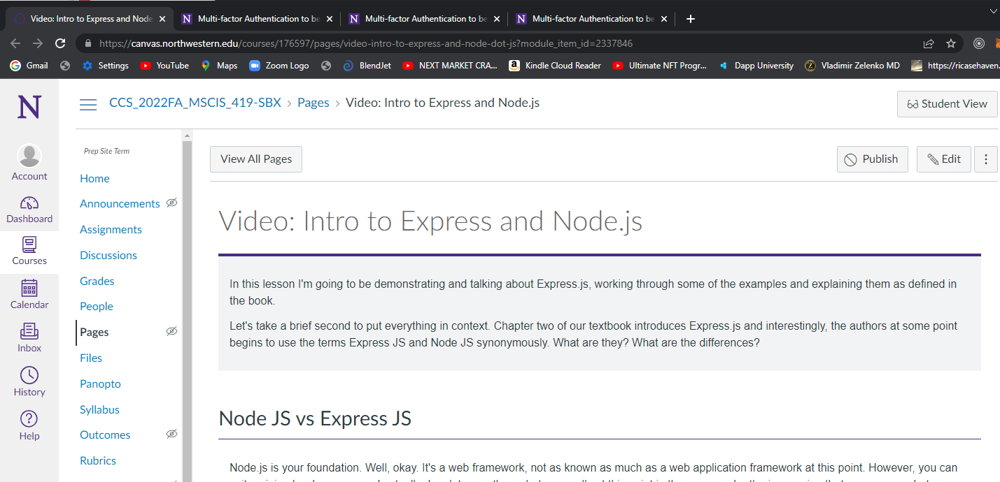 Video: Intro to Express and Node
Multi-factor Authentication to be
Multi-factor Authentication to be
Multi-factor Authentication to be
https://canvas.northwestern.edu/courses/176597/pages/video-intro-to-express-and-node-dot-js?module_item_id=2337846
Gmail Settings YouTube Maps Zoom Logo BlendJet NEXT MARKET CRA... Kindle Cloud Reader Ultimate NFT Progr... Dapp University Vladimir Zelenko MD https://ricasehaven.
N
CCS_2022FA_MSCIS_419-SBX > Pages > Video: Intro to Express and Node.js
Student View
Account
Dashboard
Courses
Calendar
Inbox
History
Help
Prep Site Term
Home
Announcements
Assignments
Discussions
Grades
People
Pages
Files
Panopto
Syllabus
Outcomes
Rubrics
View All Pages
Publish
Edit
Video: Intro to Express and Node.js
In this lesson I'm going to be demonstrating and talking about Express.js, working through some of the examples and explaining them as defined in
the book.
Let's take a brief second to put everything in context. Chapter two of our textbook introduces Express.js and interestingly, the authors at some point
begins to use the terms Express JS and Node JS synonymously. What are they? What are the differences?
Node JS vs Express JS
Node.js is your foundation. Well, okay. It's a web framework, not as known as much as a web application framework at this point. However, you can